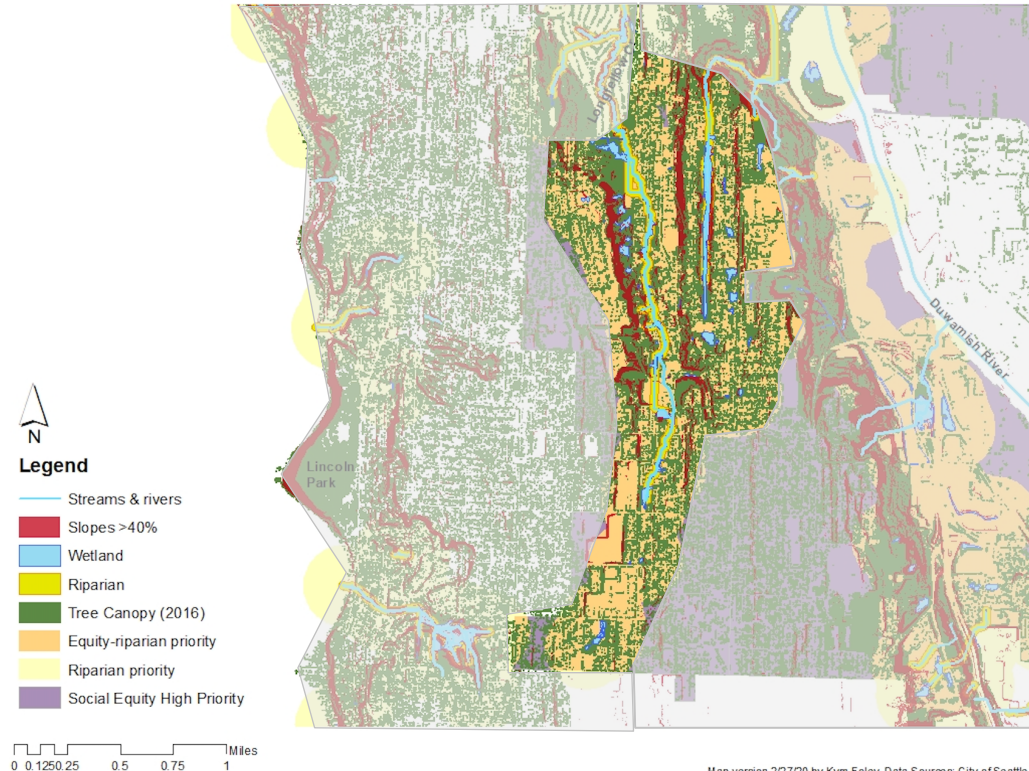 Longfellow
Duwamish River
Lincoln
Park
N
Legend
Streams & rivers
Slopes >40%
Wetland
Riparian
Tree Canopy (2016)
Equity-riparian priority
Riparian priority
Social Equity High Priority
Miles
0 0.1250.25 0.5 0.75 1